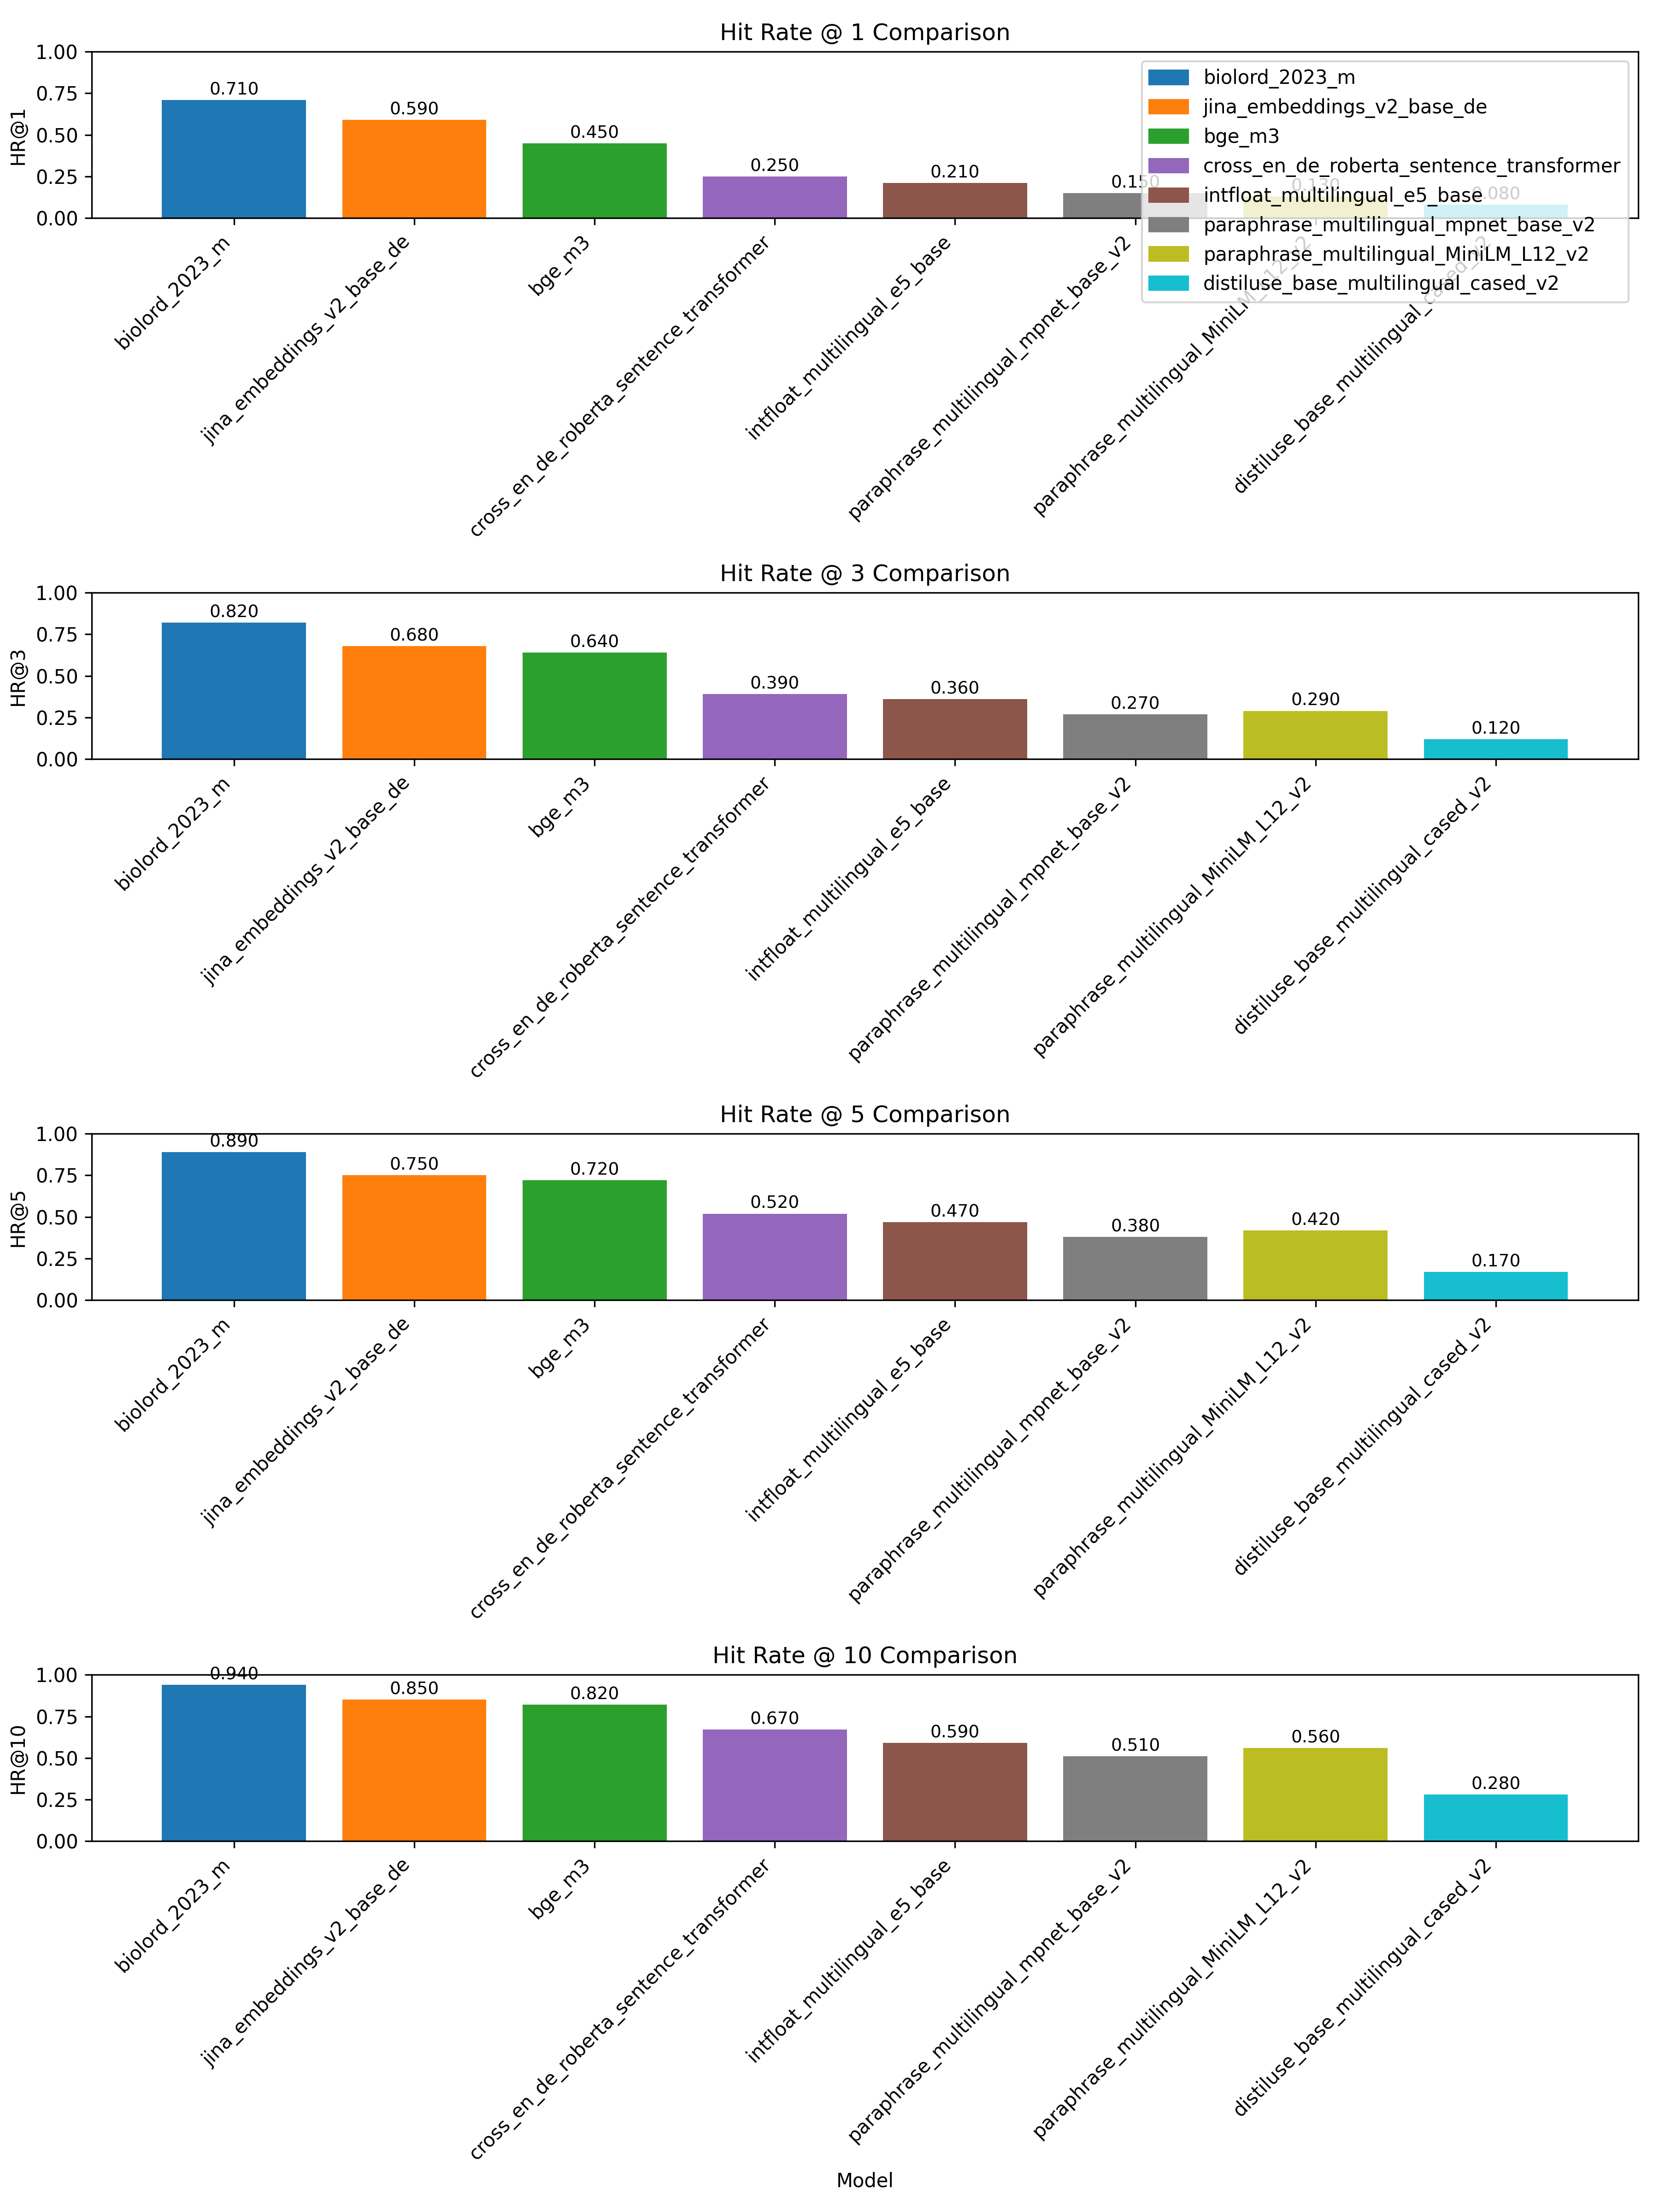 Hit Rate @ 1 Comparison
HR@1
1.00
0.75
0.50
0.25
0.00
0.710
0.590
0.450
0.250
0.210
0.150
0.130
0.080
biolord_2023_m
jina_embeddings_v2_base_de
bge_m3
cross_en_de_roberta_sentence_transformer
intfloat_multilingual_e5_base
paraphrase_multilingual_mpnet_base_v2
paraphrase_multilingual_MiniLM_L12_v2
distiluse_base_multilingual_cased_v2
biolord_2023_m
jina_embeddings_v2_base_de
bge_m3
cross_en_de_roberta_sentence_transformer
intfloat_multilingual_e5_base
paraphrase_multilingual_mpnet_base_v2
paraphrase_multilingual_MiniLM_L12_v2
distiluse_base_multilingual_cased_v2
Hit Rate @ 3 Comparison
HR@3
1.00
0.75
0.50
0.25
0.00
0.820
0.680
0.640
0.390
0.360
0.270
0.290
0.120
biolord_2023_m
jina_embeddings_v2_base_de
bge_m3
cross_en_de_roberta_sentence_transformer
intfloat_multilingual_e5_base
paraphrase_multilingual_mpnet_base_v2
paraphrase_multilingual_MiniLM_L12_v2
distiluse_base_multilingual_cased_v2
Hit Rate @ 5 Comparison
HR@5
1.00
0.75
0.50
0.25
0.00
0.890
0.750
0.720
0.520
0.470
0.380
0.420
0.170
biolord_2023_m
jina_embeddings_v2_base_de
bge_m3
cross_en_de_roberta_sentence_transformer
intfloat_multilingual_e5_base
paraphrase_multilingual_mpnet_base_v2
paraphrase_multilingual_MiniLM_L12_v2
distiluse_base_multilingual_cased_v2
Hit Rate @ 10 Comparison
HR@10
1.00
0.75
0.50
0.25
0.00
0.940
0.850
0.820
0.670
0.590
0.510
0.560
0.280
biolord_2023_m
jina_embeddings_v2_base_de
bge_m3
cross_en_de_roberta_sentence_transformer
intfloat_multilingual_e5_base
paraphrase_multilingual_mpnet_base_v2
paraphrase_multilingual_MiniLM_L12_v2
distiluse_base_multilingual_cased_v2
Model